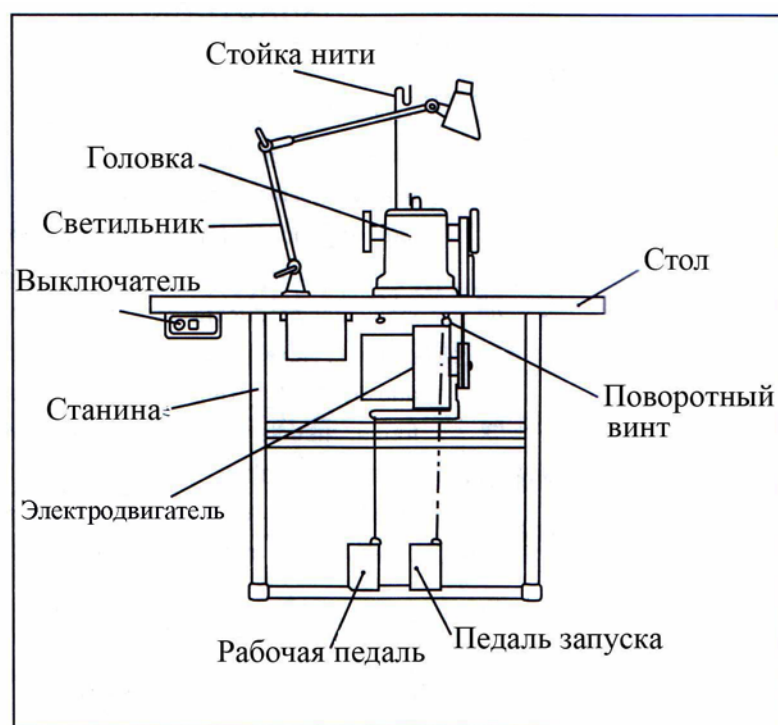 Стойка нити
Головка
Светильник
Стол
Выключатель
Поворотный
винт
Станина
Электродвигатель
Педаль запуска
Рабочая педаль